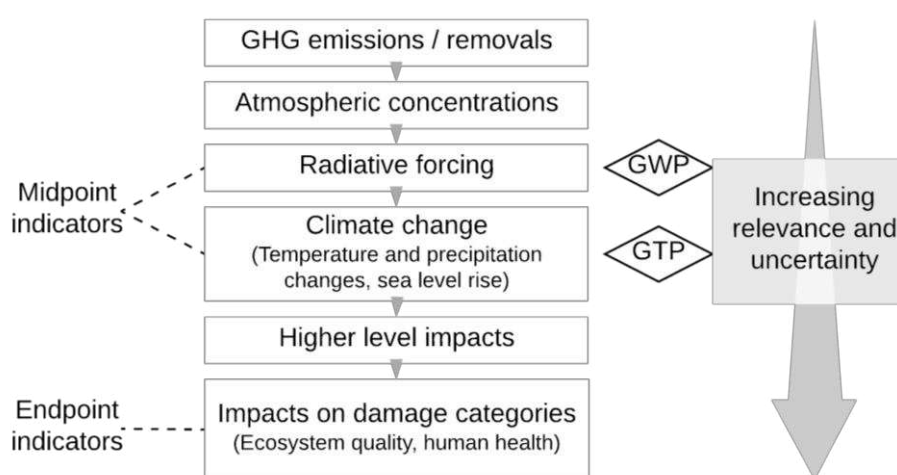 GHG emissions / removals
Atmospheric concentrations
Radiative forcing
GWP
Midpoint
indicators
Climate change
(Temperature and precipitation
changes, sea level rise)
GTP
Increasing
relevance and
uncertainty
Higher level impacts
Endpoint
indicators
Impacts on damage categories
(Ecosystem quality, human health)